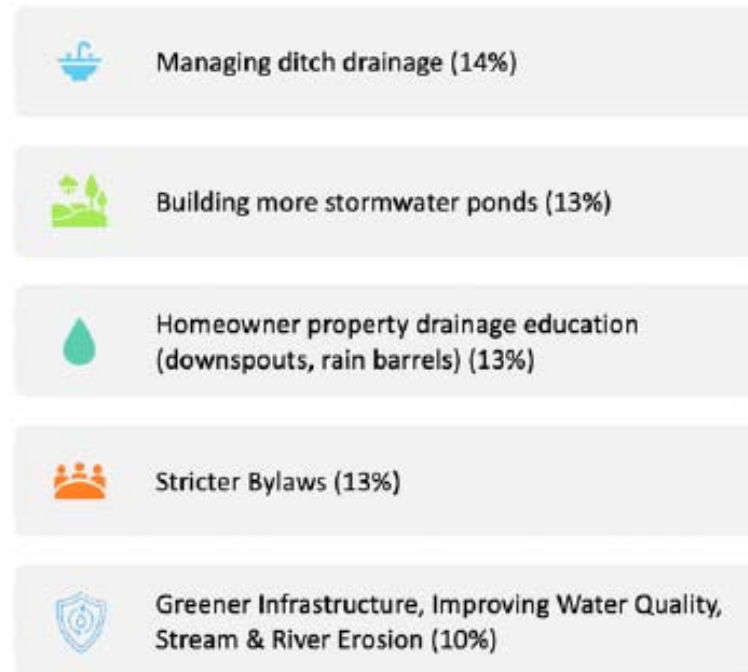 Managing ditch drainage (14%)
Building more stormwater ponds (13%)
Homeowner property drainage education
(downspouts, rain barrels) (13%)
Stricter Bylaws (13%)
Greener Infrastructure, Improving Water Quality,
Stream & River Erosion (10%)